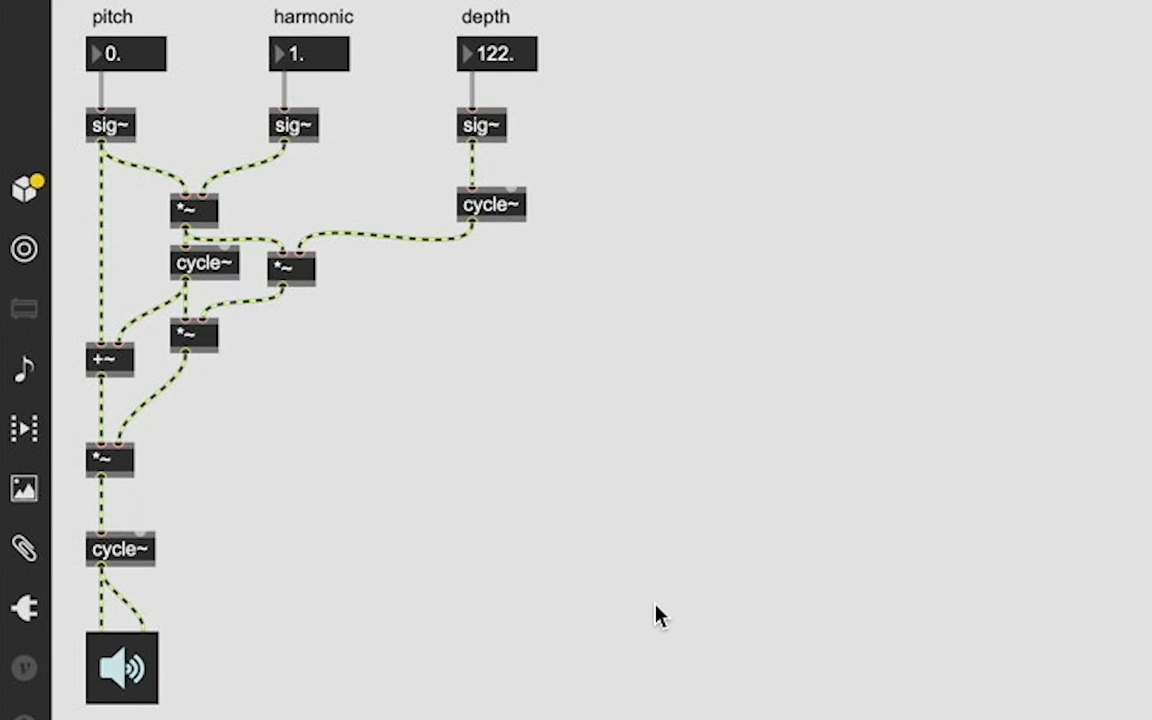 pitch harmonic depth
0. 1. 122.
sig~ sig~ sig~
*~ cycle~
cycle~ *~
*~
+~
*~
cycle~